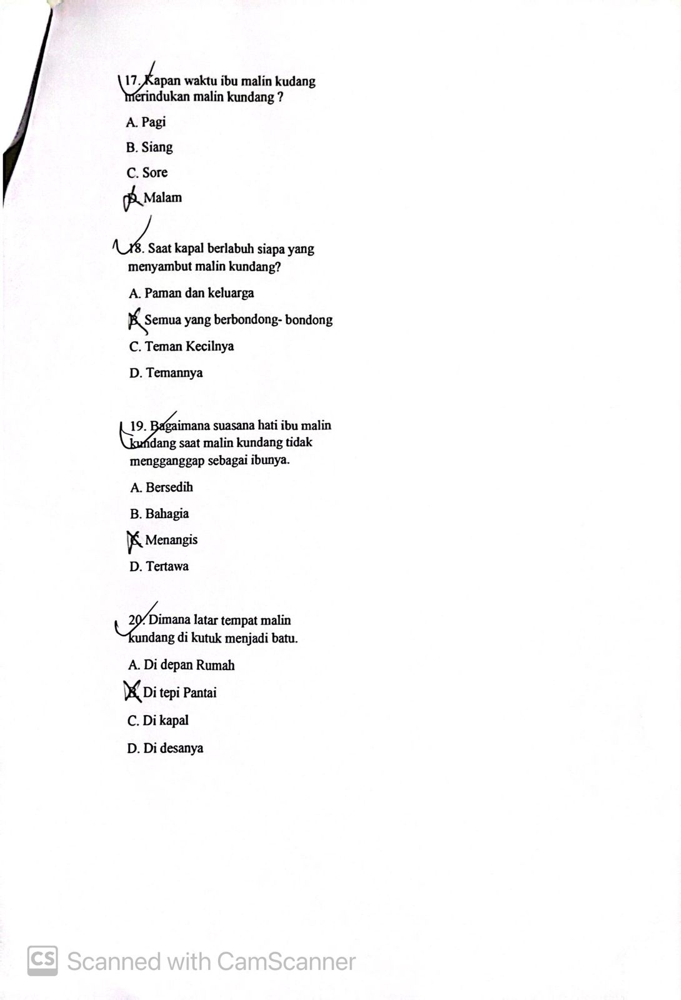 17. Kapan waktu ibu malin kudang
merindukan malin kundang ?
A. Pagi
B. Siang
C. Sore
D. Malam
18. Saat kapal berlabuh siapa yang
menyambut malin kundang?
A. Paman dan keluarga
B. Semua yang berbondong- bondong
C. Teman Kecilnya
D. Temannya
19. Bagaimana suasana hati ibu malin
kundang saat malin kundang tidak
mengganggap sebagai ibunya.
A. Bersedih
B. Bahagia
C. Menangis
D. Tertawa
20. Dimana latar tempat malin
kundang di kutuk menjadi batu.
A. Di depan Rumah
B. Di tepi Pantai
C. Di kapal
D. Di desanya
CS Scanned with CamScanner